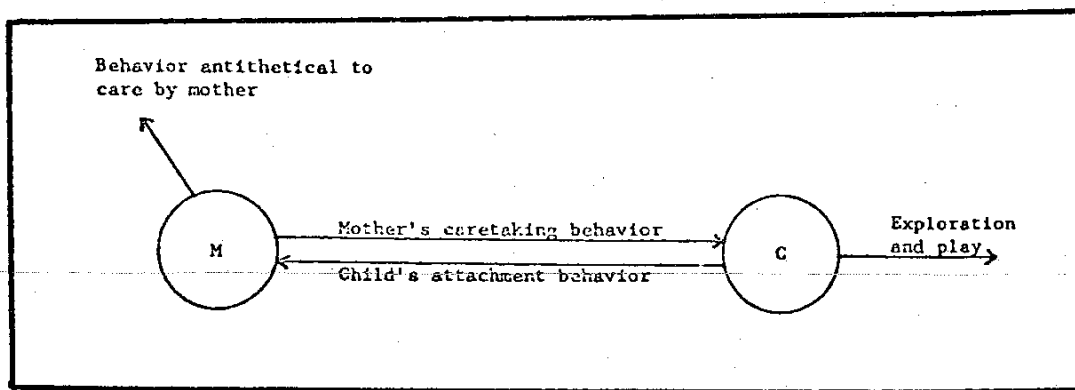 Behavior antithetical to
care by mother
Mother's caretaking behavior
M
C
Exploration
and play
Child's attachment behavior